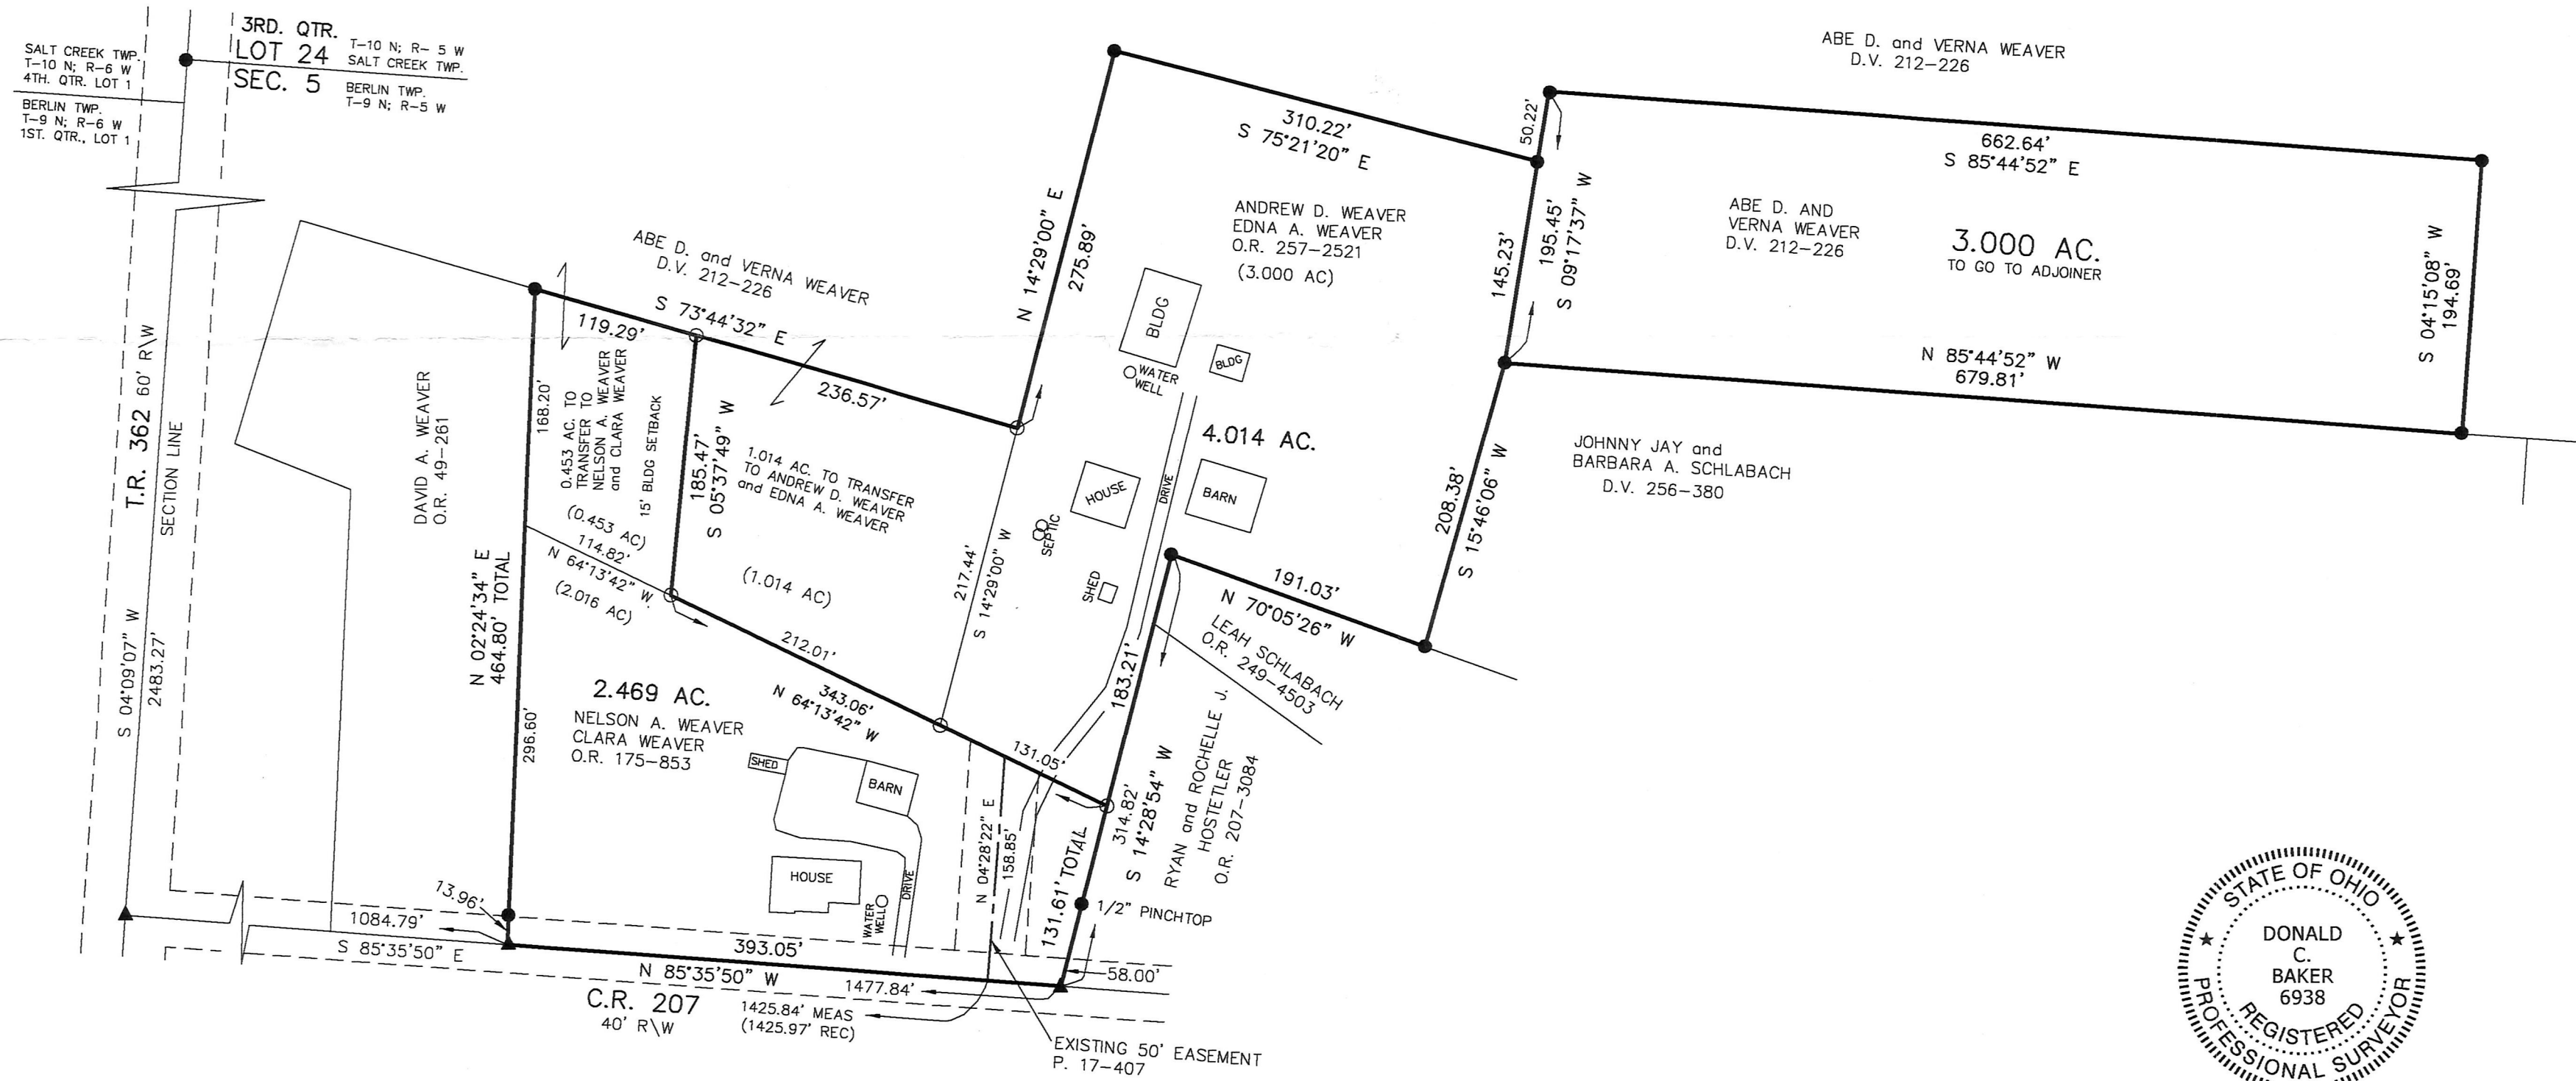 SALT CREEK TWP.
T-10 N; R-6 W
4TH. QTR. LOT 1
BERLIN TWP.
T-9 N; R-6 W
1ST. QTR., LOT 1
3RD. QTR.
LOT 24
SEC. 5
T-10 N; R- 5 W
SALT CREEK TWP.
BERLIN TWP.
T-9 N; R-5 W
T.R. 362 60' R\W
SECTION LINE
S 04°09'07" W
2483.27'
DAVID A. WEAVER
O.R. 49-261
ABE D. and VERNA WEAVER
D.V. 212-226
S 73°44'32" E
119.29'
236.57'
168.20'
0.453 AC. TO
TRANSFER TO
NELSON A. WEAVER
and CLARA WEAVER
(0.453 AC)
15' BLDG SETBACK
185.47'
S 05°37'49" W
1.014 AC. TO TRANSFER
TO ANDREW D. WEAVER
and EDNA A. WEAVER
(1.014 AC)
114.82'
N 64°13'42" W.
(2.016 AC)
N 02°24'34" E
464.80' TOTAL
296.60'
212.01'
343.06'
N 64°13'42" W
131.05'
217.44'
S 14°29'00" W
2.469 AC.
NELSON A. WEAVER
CLARA WEAVER
O.R. 175-853
SHED
BARN
HOUSE
WATER
WELL
DRIVE
N 04°28'22" E
158.85'
13.96'
1084.79'
S 85°35'50" E
393.05'
N 85°35'50" W
1477.84'
C.R. 207
40' R\W
1425.84' MEAS
(1425.97' REC)
EXISTING 50' EASEMENT
P. 17-407
58.00'
1/2" PINCHTOP
131.61' TOTAL
314.82'
S 14°28'54" W
183.21'
RYAN and ROCHELLE J.
HOSTETLER
O.R. 207-3084
LEAH SCHLABACH
O.R. 249-4503
191.03'
N 70°05'26" W
N 14°29'00" E
275.89'
310.22'
S 75°21'20" E
ANDREW D. WEAVER
EDNA A. WEAVER
O.R. 257-2521
(3.000 AC)
BLDG
BLDG
WATER
WELL
4.014 AC.
HOUSE
DRIVE
BARN
SEPTIC
SHED
208.38'
S 15°46'06" W
50.22'
145.23'
195.45'
S 09°17'37" W
ABE D. and VERNA WEAVER
D.V. 212-226
662.64'
S 85°44'52" E
ABE D. AND
VERNA WEAVER
D.V. 212-226
3.000 AC.
TO GO TO ADJOINER
S 04°15'08" W
194.69'
N 85°44'52" W
679.81'
JOHNNY JAY and
BARBARA A. SCHLABACH
D.V. 256-380
STATE OF OHIO
DONALD
C.
BAKER
6938
REGISTERED
PROFESSIONAL SURVEYOR